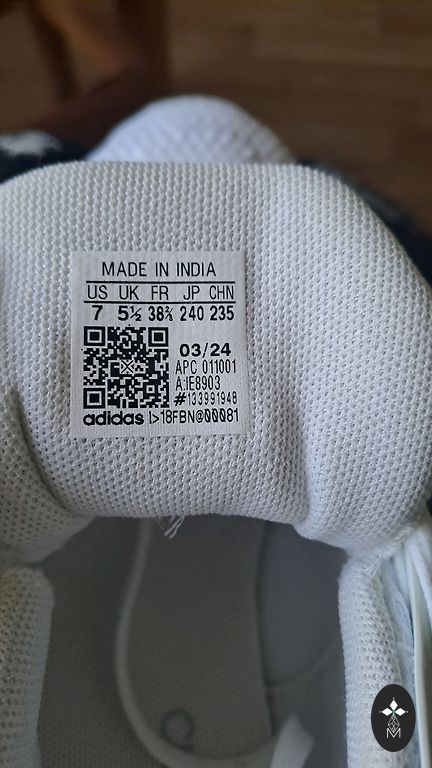 MADE IN INDIA
US UK FR JP CHN
7 5½ 38⅔ 240 235
03/24
APC 011001
A:IE8903
#133991948
adidas I>18FBN@00081
M